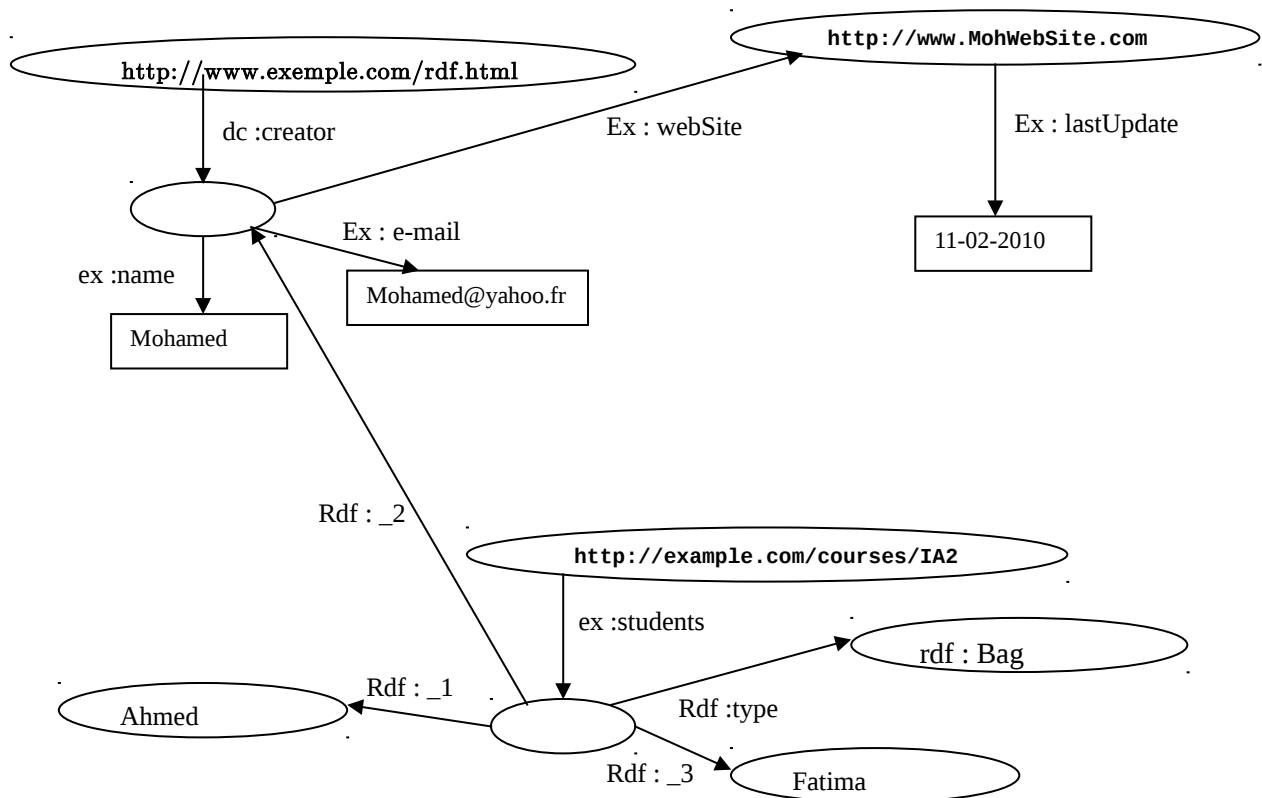 http://www.MohWebSite.com
http://www.exemple.com/rdf.html
dc :creator
Ex : webSite
Ex : lastUpdate
Ex : e-mail
11-02-2010
ex :name
Mohamed@yahoo.fr
Mohamed
Rdf : _2
http://example.com/courses/IA2
ex :students
rdf : Bag
Rdf : _1
Rdf :type
Ahmed
Rdf : _3
Fatima